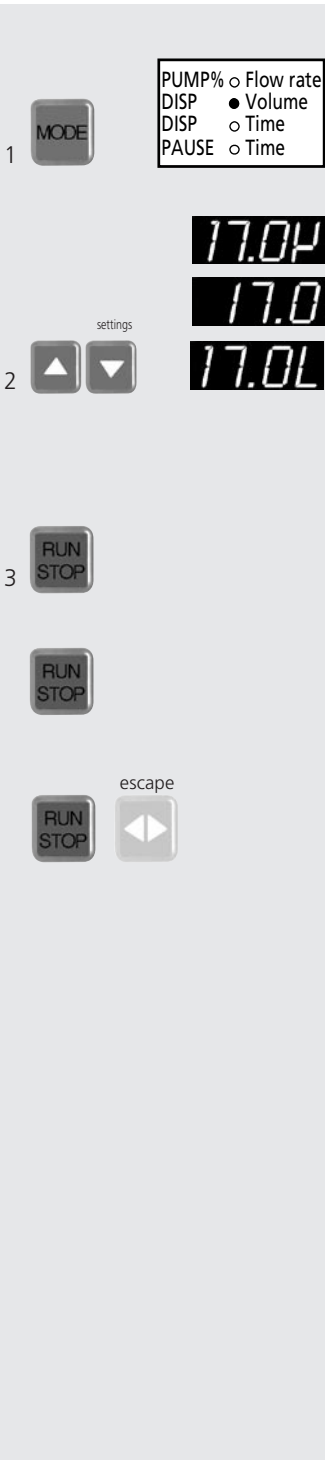 PUMP% ○ Flow rate
DISP ● Volume
DISP ○ Time
PAUSE ○ Time
1 MODE
17.0µ
17.0
settings
17.0L
2
RUN
STOP
3
RUN
STOP
escape
RUN
STOP